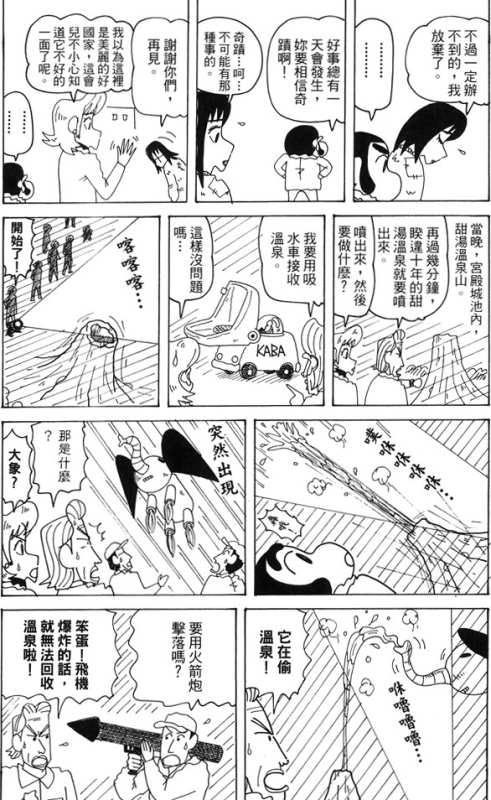 不過一定辦
不到的，我
放棄了。
…………
好事總有一
天會發生，
妳要相信奇
蹟啊！
奇蹟…呵…
不可能有那
種事的。
謝謝你們，
再見。
我以為這裡
是美麗的好
國家，這會
兒不小心知
道它不好的
一面了呢。
…………
當晚，宮殿城池內，
甜湯溫泉山。
再過幾分鐘，
睽違十年的甜
湯溫泉就要噴
出來。
噴出來，然後
要做什麼？
我要用吸
水車接收
溫泉。
KABA
這樣沒問題
嗎…
喀喀喀…
開始了！
噗咻咻咻咻…
突然出現
那是什麼
？
大象？
它在偷
溫泉！
咻嚕嚕嚕嚕…
要用火箭炮
擊落嗎？
笨蛋！飛機
爆炸的話，
就無法回收
溫泉啦！